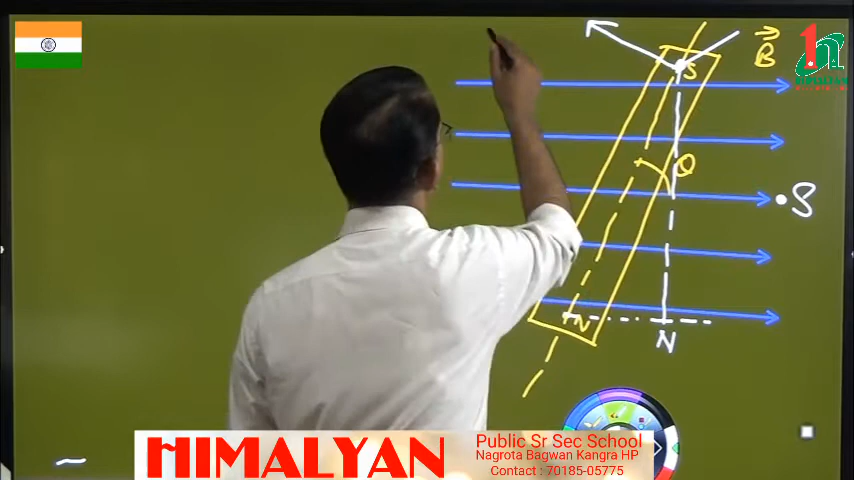 B
S
θ
S
N
N
HIMALYAN
Public Sr Sec School
Nagrota Bagwan Kangra HP
Contact : 70185-05775